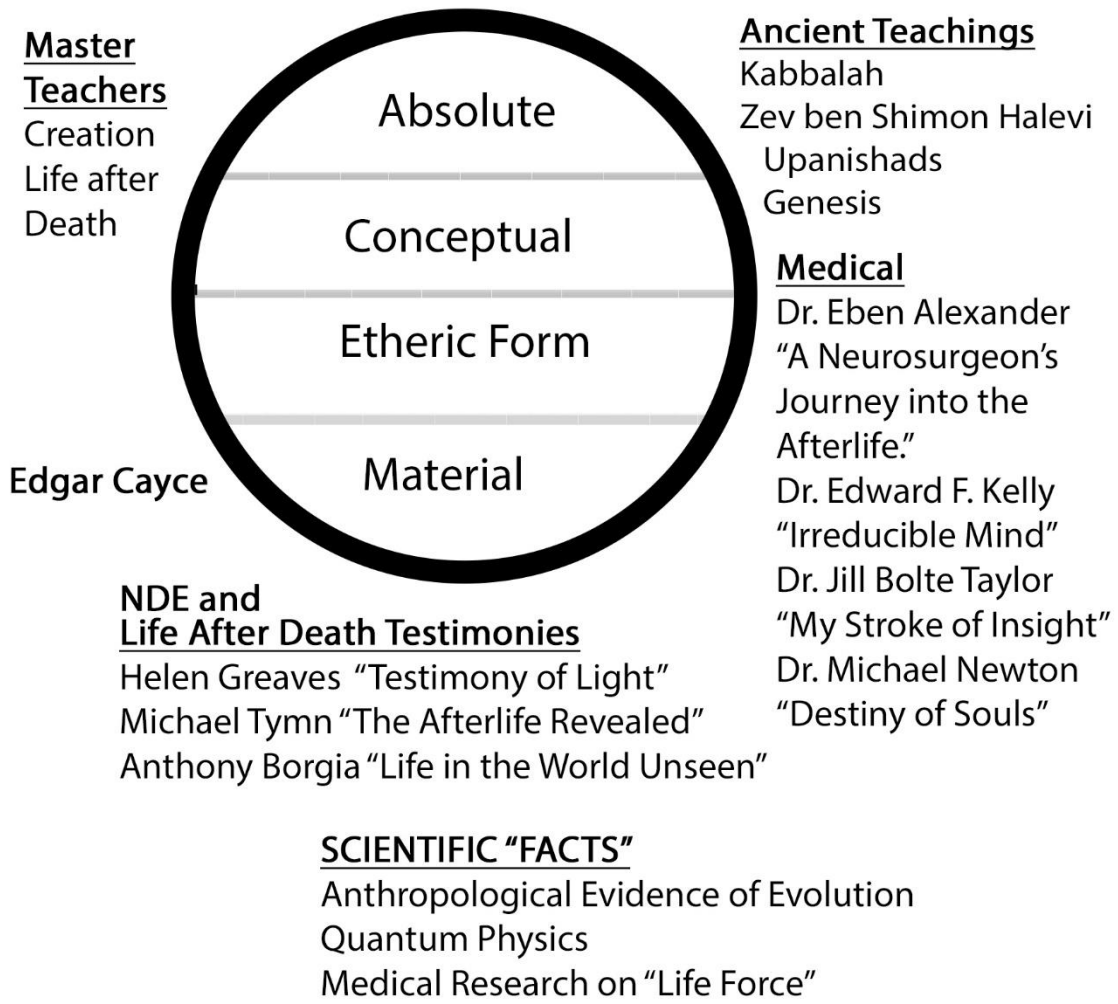 Master
Teachers
Creation
Life after
Death
Absolute
Conceptual
Etheric Form
Material
Ancient Teachings
Kabbalah
Zev ben Shimon Halevi
Upanishads
Genesis
Medical
Dr. Eben Alexander
“A Neurosurgeon’s
Journey into the
Afterlife.”
Dr. Edward F. Kelly
“Irreducible Mind”
Dr. Jill Bolte Taylor
“My Stroke of Insight”
Dr. Michael Newton
“Destiny of Souls”
Edgar Cayce
NDE and
Life After Death Testimonies
Helen Greaves “Testimony of Light”
Michael Tymn “The Afterlife Revealed”
Anthony Borgia “Life in the World Unseen”
SCIENTIFIC “FACTS”
Anthropological Evidence of Evolution
Quantum Physics
Medical Research on “Life Force”